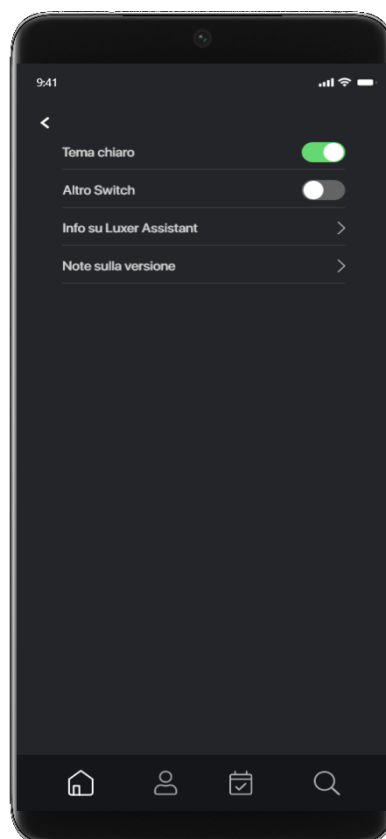 9:41
Tema chiaro
Altro Switch
Info su Luxer Assistant
Note sulla versione